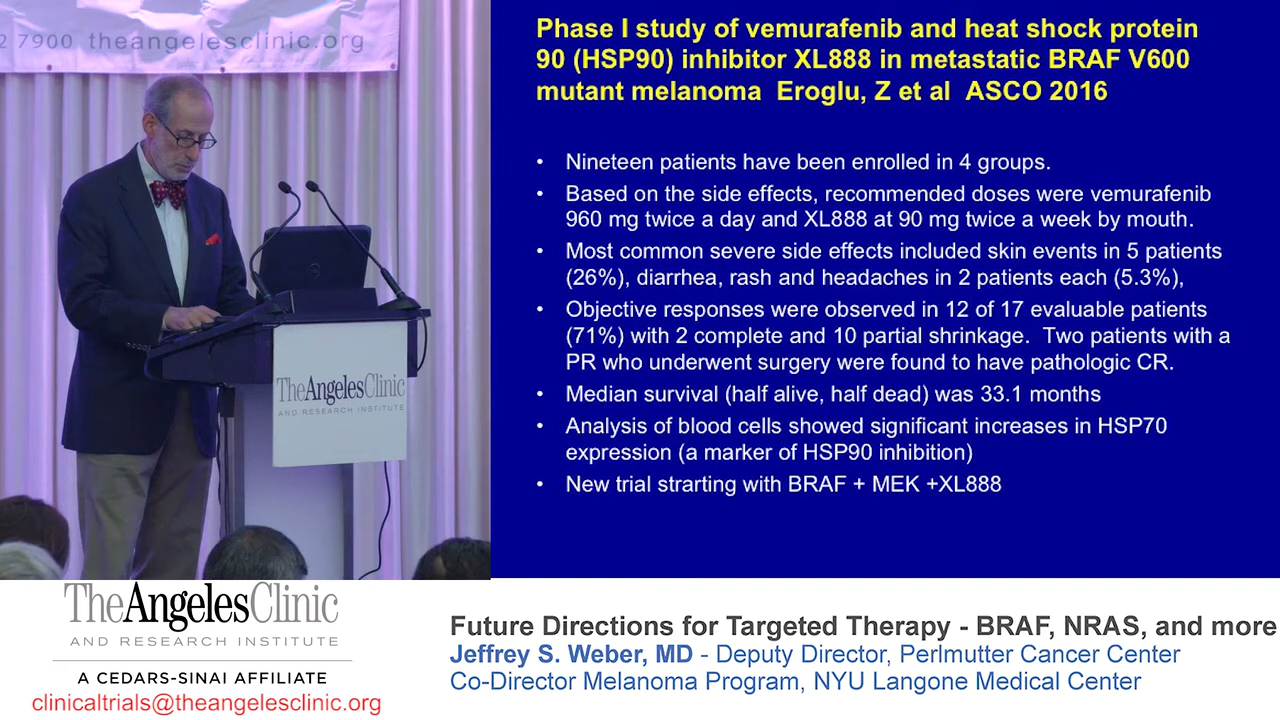 2 7900 theangelesclinic.org
Phase I study of vemurafenib and heat shock protein
90 (HSP90) inhibitor XL888 in metastatic BRAF V600
mutant melanoma Eroglu, Z et al ASCO 2016
• Nineteen patients have been enrolled in 4 groups.
• Based on the side effects, recommended doses were vemurafenib
960 mg twice a day and XL888 at 90 mg twice a week by mouth.
• Most common severe side effects included skin events in 5 patients
(26%), diarrhea, rash and headaches in 2 patients each (5.3%),
• Objective responses were observed in 12 of 17 evaluable patients
(71%) with 2 complete and 10 partial shrinkage. Two patients with a
PR who underwent surgery were found to have pathologic CR.
• Median survival (half alive, half dead) was 33.1 months
• Analysis of blood cells showed significant increases in HSP70
expression (a marker of HSP90 inhibition)
• New trial strarting with BRAF + MEK +XL888
TheAngelesClinic
AND RESEARCH INSTITUTE
TheAngelesClinic
AND RESEARCH INSTITUTE
A CEDARS-SINAI AFFILIATE
clinicaltrials@theangelesclinic.org
Future Directions for Targeted Therapy - BRAF, NRAS, and more
Jeffrey S. Weber, MD - Deputy Director, Perlmutter Cancer Center
Co-Director Melanoma Program, NYU Langone Medical Center